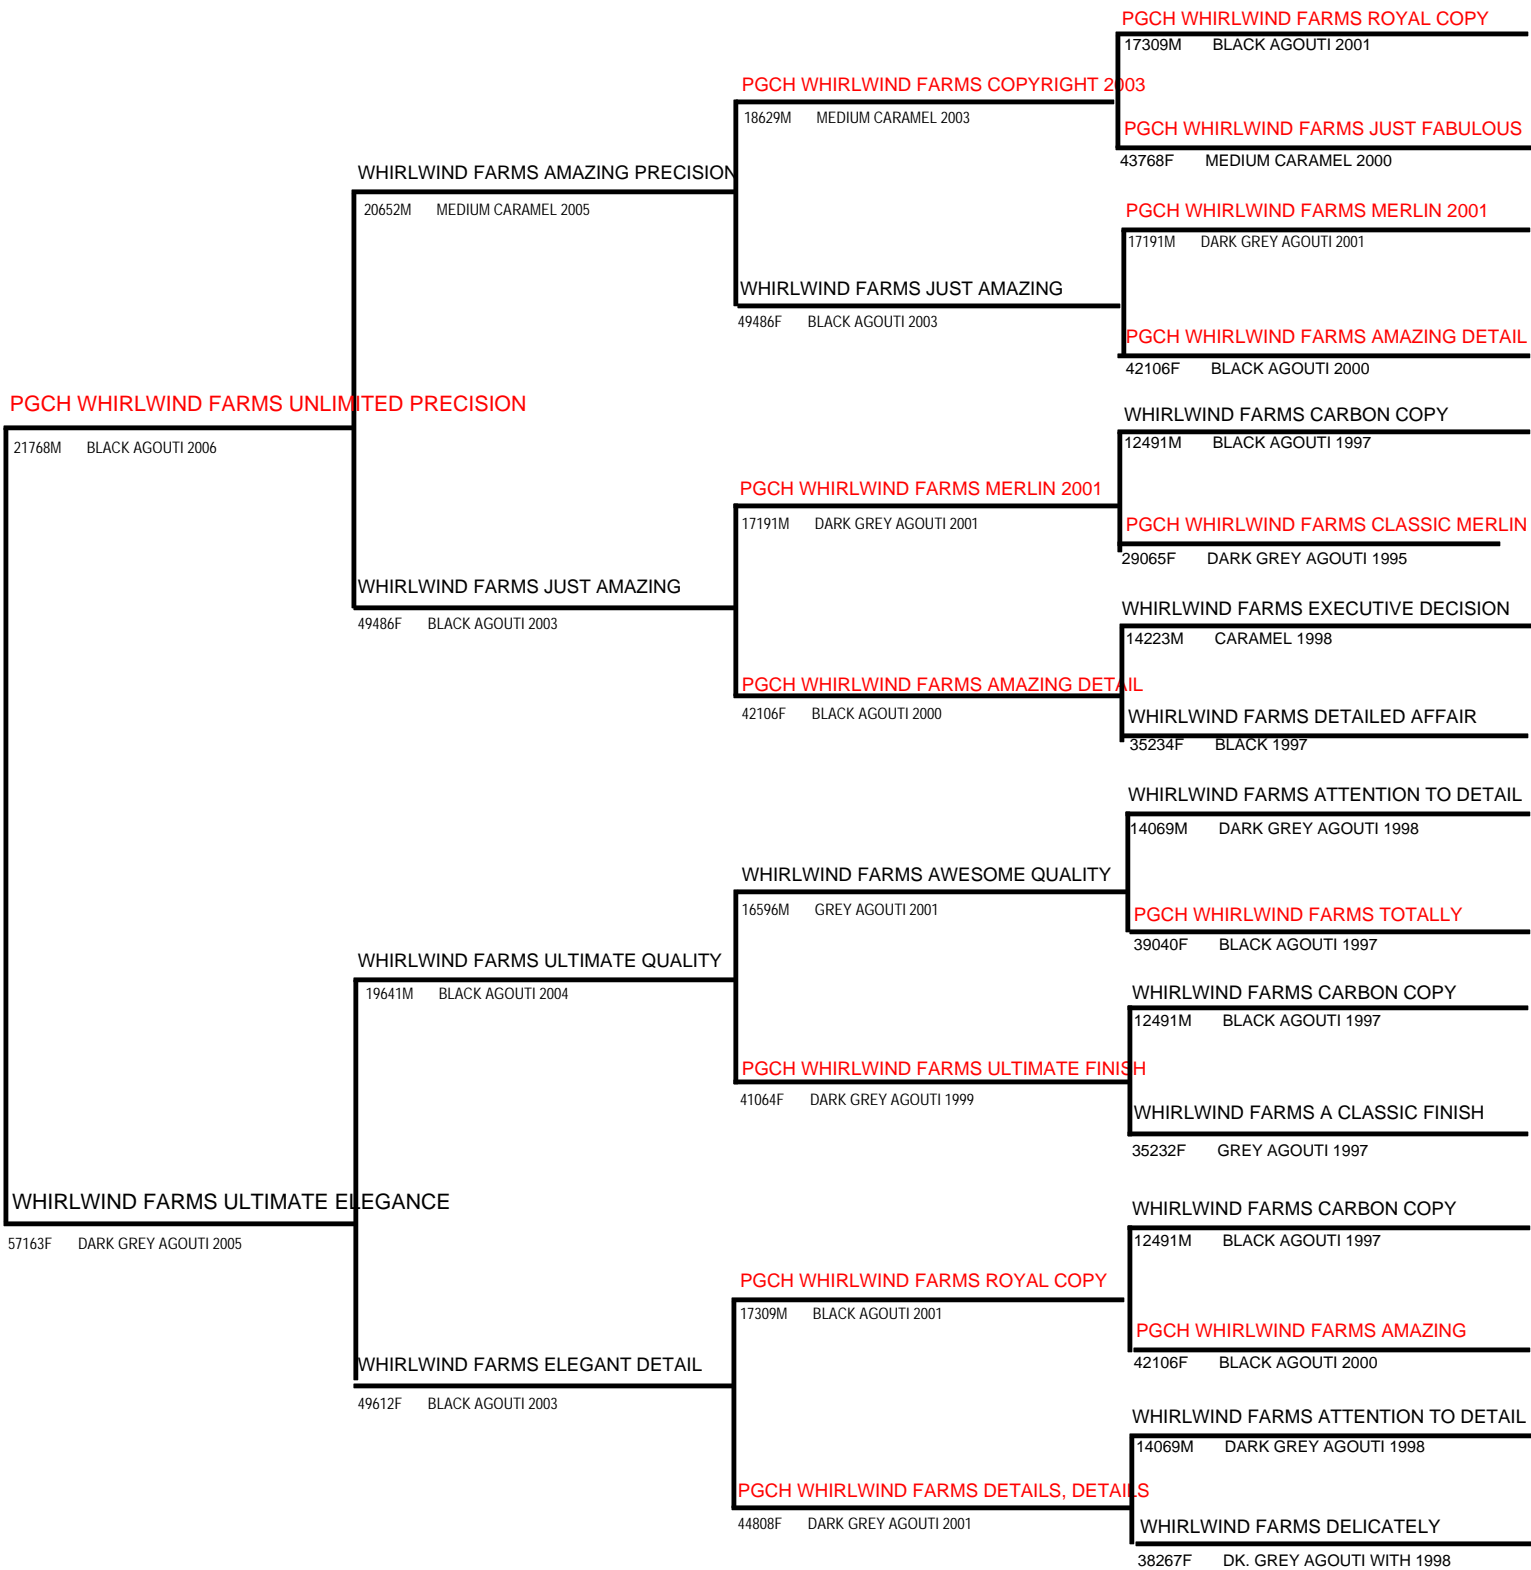 PGCH WHIRLWIND FARMS ROYAL COPY
17309M BLACK AGOUTI 2001
PGCH WHIRLWIND FARMS COPYRIGHT 2003
18629M MEDIUM CARAMEL 2003
PGCH WHIRLWIND FARMS JUST FABULOUS
43768F MEDIUM CARAMEL 2000
WHIRLWIND FARMS AMAZING PRECISION
20652M MEDIUM CARAMEL 2005
PGCH WHIRLWIND FARMS MERLIN 2001
17191M DARK GREY AGOUTI 2001
WHIRLWIND FARMS JUST AMAZING
49486F BLACK AGOUTI 2003
PGCH WHIRLWIND FARMS AMAZING DETAIL
42106F BLACK AGOUTI 2000
PGCH WHIRLWIND FARMS UNLIMITED PRECISION
21768M BLACK AGOUTI 2006
WHIRLWIND FARMS CARBON COPY
12491M BLACK AGOUTI 1997
PGCH WHIRLWIND FARMS MERLIN 2001
17191M DARK GREY AGOUTI 2001
PGCH WHIRLWIND FARMS CLASSIC MERLIN
29065F DARK GREY AGOUTI 1995
WHIRLWIND FARMS JUST AMAZING
49486F BLACK AGOUTI 2003
WHIRLWIND FARMS EXECUTIVE DECISION
14223M CARAMEL 1998
PGCH WHIRLWIND FARMS AMAZING DETAIL
42106F BLACK AGOUTI 2000
WHIRLWIND FARMS DETAILED AFFAIR
35234F BLACK 1997
WHIRLWIND FARMS ATTENTION TO DETAIL
14069M DARK GREY AGOUTI 1998
WHIRLWIND FARMS AWESOME QUALITY
16596M GREY AGOUTI 2001
PGCH WHIRLWIND FARMS TOTALLY
39040F BLACK AGOUTI 1997
WHIRLWIND FARMS ULTIMATE QUALITY
19641M BLACK AGOUTI 2004
WHIRLWIND FARMS CARBON COPY
12491M BLACK AGOUTI 1997
PGCH WHIRLWIND FARMS ULTIMATE FINISH
41064F DARK GREY AGOUTI 1999
WHIRLWIND FARMS A CLASSIC FINISH
35232F GREY AGOUTI 1997
WHIRLWIND FARMS ULTIMATE ELEGANCE
57163F DARK GREY AGOUTI 2005
WHIRLWIND FARMS CARBON COPY
12491M BLACK AGOUTI 1997
PGCH WHIRLWIND FARMS ROYAL COPY
17309M BLACK AGOUTI 2001
PGCH WHIRLWIND FARMS AMAZING
42106F BLACK AGOUTI 2000
WHIRLWIND FARMS ELEGANT DETAIL
49612F BLACK AGOUTI 2003
WHIRLWIND FARMS ATTENTION TO DETAIL
14069M DARK GREY AGOUTI 1998
PGCH WHIRLWIND FARMS DETAILS, DETAILS
44808F DARK GREY AGOUTI 2001
WHIRLWIND FARMS DELICATELY
38267F DK. GREY AGOUTI WITH 1998